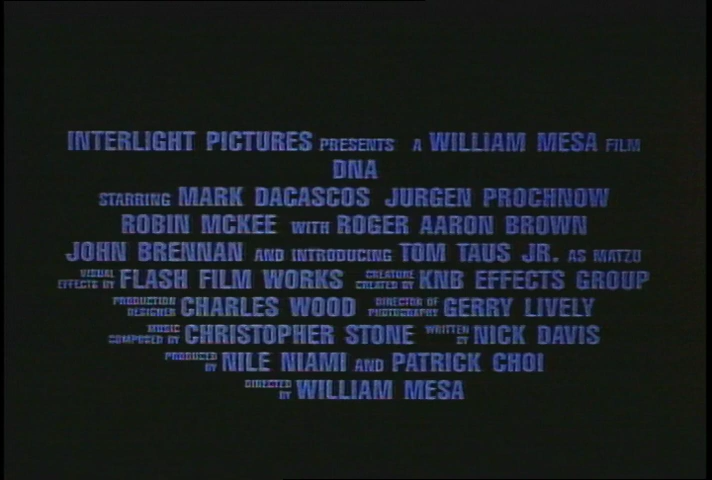 INTERLIGHT PICTURES PRESENTS A WILLIAM MESA FILM
DNA
STARRING MARK DACASCOS JURGEN PROCHNOW
ROBIN MCKEE WITH ROGER AARON BROWN
JOHN BRENNAN AND INTRODUCING TOM TAUS JR. AS MATZU
VISUAL EFFECTS BY FLASH FILM WORKS CREATURE CREATED BY KNB EFFECTS GROUP
PRODUCTION DESIGNER CHARLES WOOD DIRECTOR OF PHOTOGRAPHY GERRY LIVELY
MUSIC COMPOSED BY CHRISTOPHER STONE WRITTEN BY NICK DAVIS
PRODUCED BY NILE NIAMI AND PATRICK CHOI
DIRECTED BY WILLIAM MESA